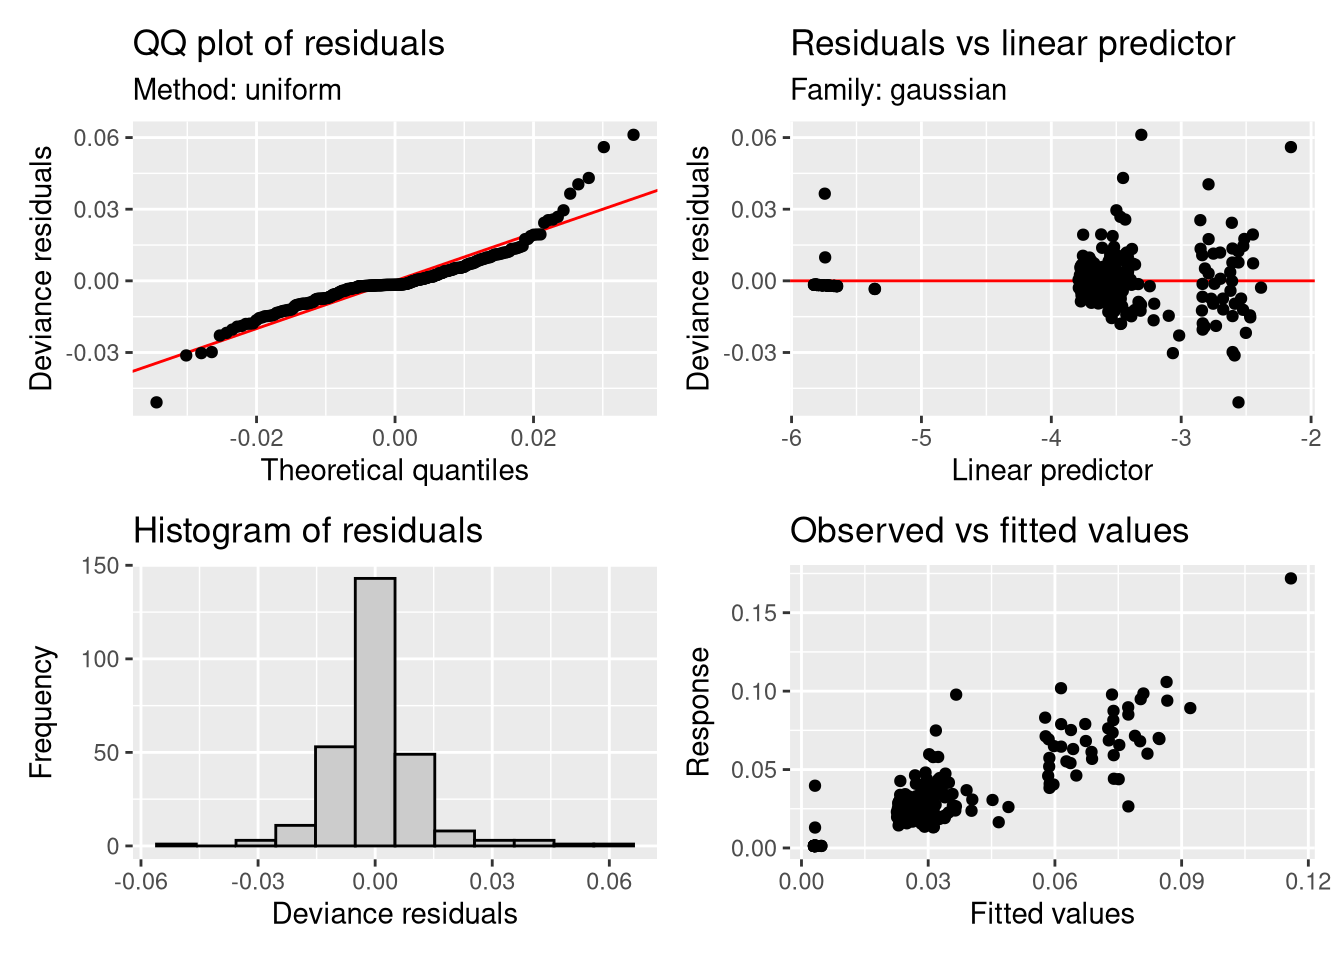 QQ plot of residuals
Method: uniform
Deviance residuals
0.06
0.03
0.00
-0.03
-0.02
0.00
0.02
Theoretical quantiles
Residuals vs linear predictor
Family: gaussian
Deviance residuals
0.06
0.03
0.00
-0.03
-6
-5
-4
-3
-2
Linear predictor
Histogram of residuals
Frequency
150
100
50
0
-0.06
-0.03
0.00
0.03
0.06
Deviance residuals
Observed vs fitted values
Response
0.15
0.10
0.05
0.00
0.00
0.03
0.06
0.09
0.12
Fitted values